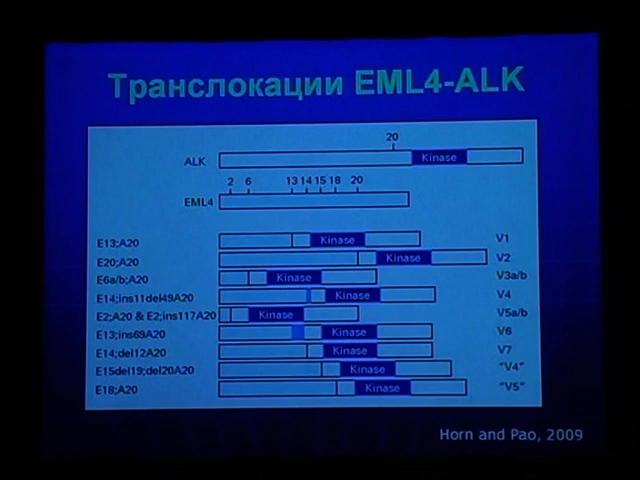 Транслокации EML4-ALK
20
ALK Kinase
2 6 13 14 15 18 20
EML4
E13;A20 Kinase V1
E20;A20 Kinase V2
E6a/b;A20 Kinase V3a/b
E14;ins11del49A20 Kinase V4
E2;A20 & E2;ins117A20 Kinase V5a/b
E13;ins69A20 Kinase V6
E14;del12A20 Kinase V7
E15del19;del20A20 Kinase "V4"
E18;A20 Kinase "V5"
Horn and Pao, 2009